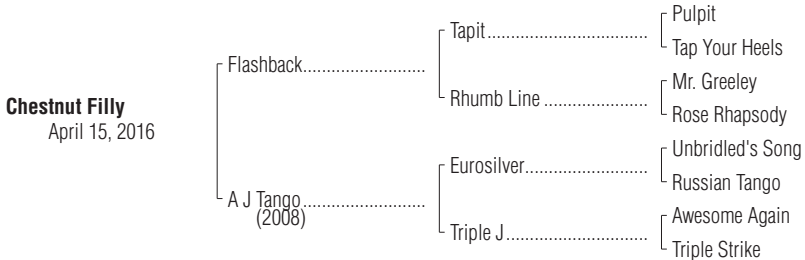 Pulpit
Tapit
Tap Your Heels
Flashback
Mr. Greeley
Rhumb Line
Rose Rhapsody
Chestnut Filly
April 15, 2016
Unbridled's Song
Eurosilver
Russian Tango
A J Tango
(2008)
Awesome Again
Triple J
Triple Strike